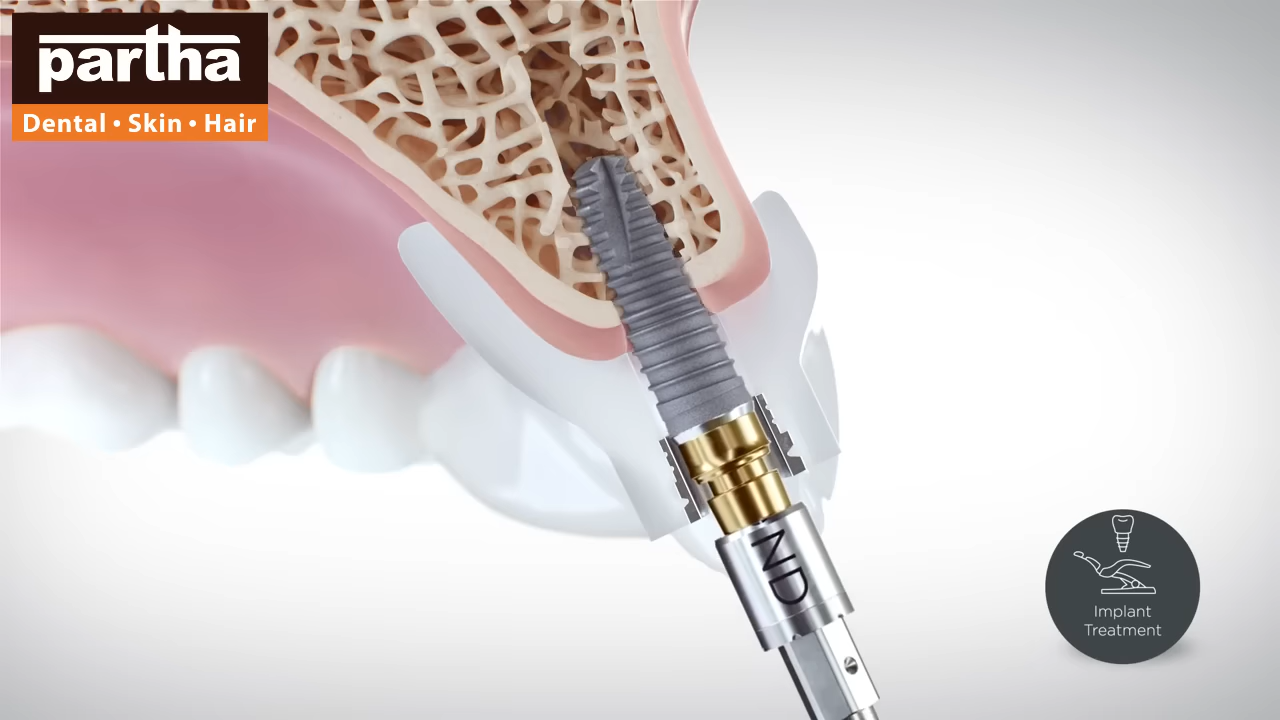 partha
Dental • Skin • Hair
ND
Implant
Treatment